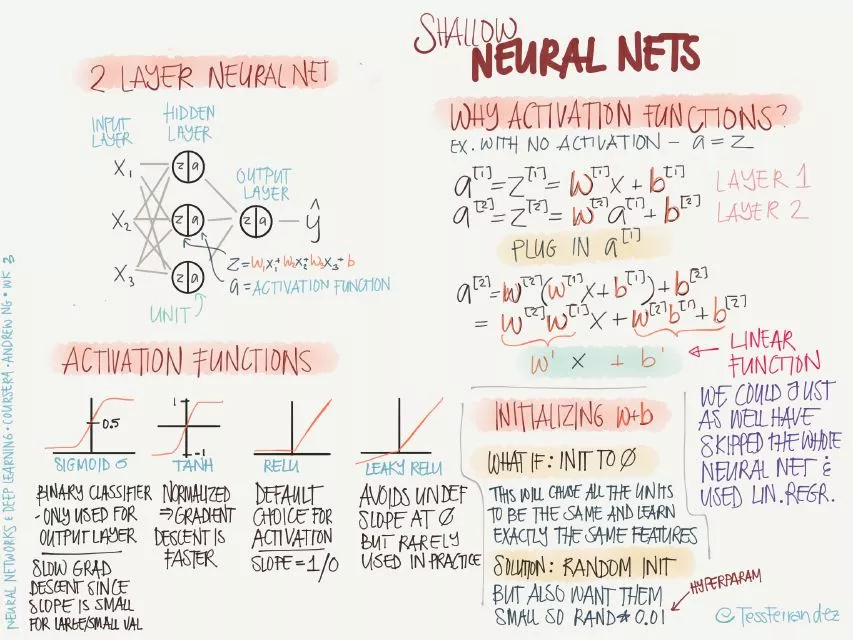 SHALLOW
NEURAL NETS
2 LAYER NEURAL NET
INPUT
LAYER
HIDDEN
LAYER
OUTPUT
LAYER
X₁
X₂
X₃
z|a
z|a
z|a
z|a
ŷ
Z=W₁X₁+W₂X₂+W₃X₃+b
a=ACTIVATION FUNCTION
UNIT
ACTIVATION FUNCTIONS
0.5
SIGMOID σ
BINARY CLASSIFIER
-ONLY USED FOR
OUTPUT LAYER
SLOW GRAD
DESCENT SINCE
SLOPE IS SMALL
FOR LARGE/SMALL VAL
1
-1
TANH
NORMALIZED
⇒GRADIENT
DESCENT IS
FASTER
RELU
DEFAULT
CHOICE FOR
ACTIVATION
SLOPE=1/0
LEAKY RELU
AVOIDS UNDEF
SLOPE AT Ø
BUT RARELY
USED IN PRACTICE
WHY ACTIVATION FUNCTIONS?
EX. WITH NO ACTIVATION - a=Z
a[1]=Z[1]=W[1]X+b[1] LAYER 1
a[2]=Z[2]=W[2]a[1]+b[2] LAYER 2
PLUG IN a[1]
a[2]=W[2](W[1]X+b[1])+b[2]
=W[2]W[1]X+W[2]b[1]+b[2]
W' X + b'
LINEAR
FUNCTION
WE COULD JUST
AS WELL HAVE
SKIPPED THE WHOLE
NEURAL NET &
USED LIN.REGR.
INITIALIZING W+b
WHAT IF: INIT TO Ø
THIS WILL CAUSE ALL THE UNITS
TO BE THE SAME AND LEARN
EXACTLY THE SAME FEATURES
SOLUTION: RANDOM INIT
BUT ALSO WANT THEM
SMALL SO RAND*0.01
HYPERPARAM
@TessFerrandez
NEURAL NETWORKS & DEEP LEARNING • COURSERA • ANDREW NG • WK 3